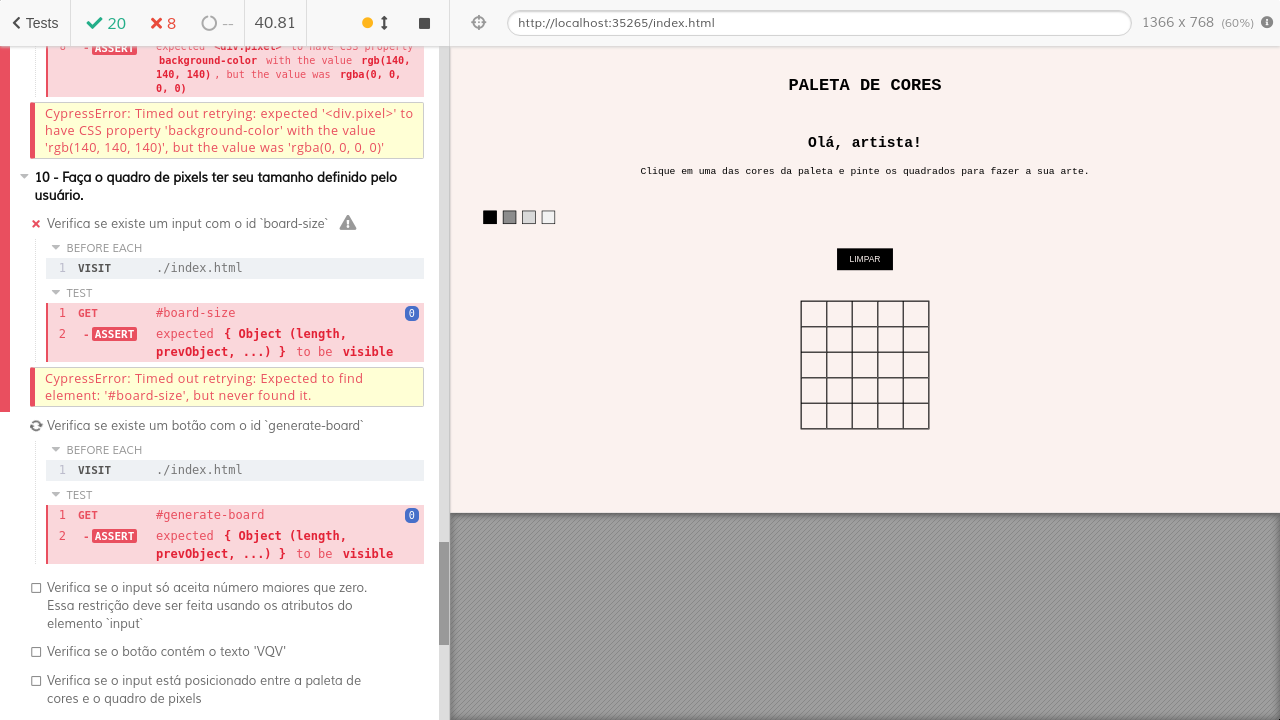 Tests
20
8
--
40.81
http://localhost:35265/index.html
1366 x 768 (60%)
6 -ASSERT expected <div.pixel> to have CSS property
background-color with the value rgb(140,
140, 140), but the value was rgba(0, 0,
0, 0)
CypressError: Timed out retrying: expected '<div.pixel>' to
have CSS property 'background-color' with the value
'rgb(140, 140, 140)', but the value was 'rgba(0, 0, 0, 0)'
10 - Faça o quadro de pixels ter seu tamanho definido pelo
usuário.
Verifica se existe um input com o id `board-size`
BEFORE EACH
1 VISIT ./index.html
TEST
1 GET #board-size 0
2 -ASSERT expected { Object (length,
prevObject, ...) } to be visible
CypressError: Timed out retrying: Expected to find
element: '#board-size', but never found it.
Verifica se existe um botão com o id `generate-board`
BEFORE EACH
1 VISIT ./index.html
TEST
1 GET #generate-board 0
2 -ASSERT expected { Object (length,
prevObject, ...) } to be visible
Verifica se o input só aceita número maiores que zero.
Essa restrição deve ser feita usando os atributos do
elemento `input`
Verifica se o botão contém o texto 'VQV'
Verifica se o input está posicionado entre a paleta de
cores e o quadro de pixels
PALETA DE CORES
Olá, artista!
Clique em uma das cores da paleta e pinte os quadrados para fazer a sua arte.
LIMPAR